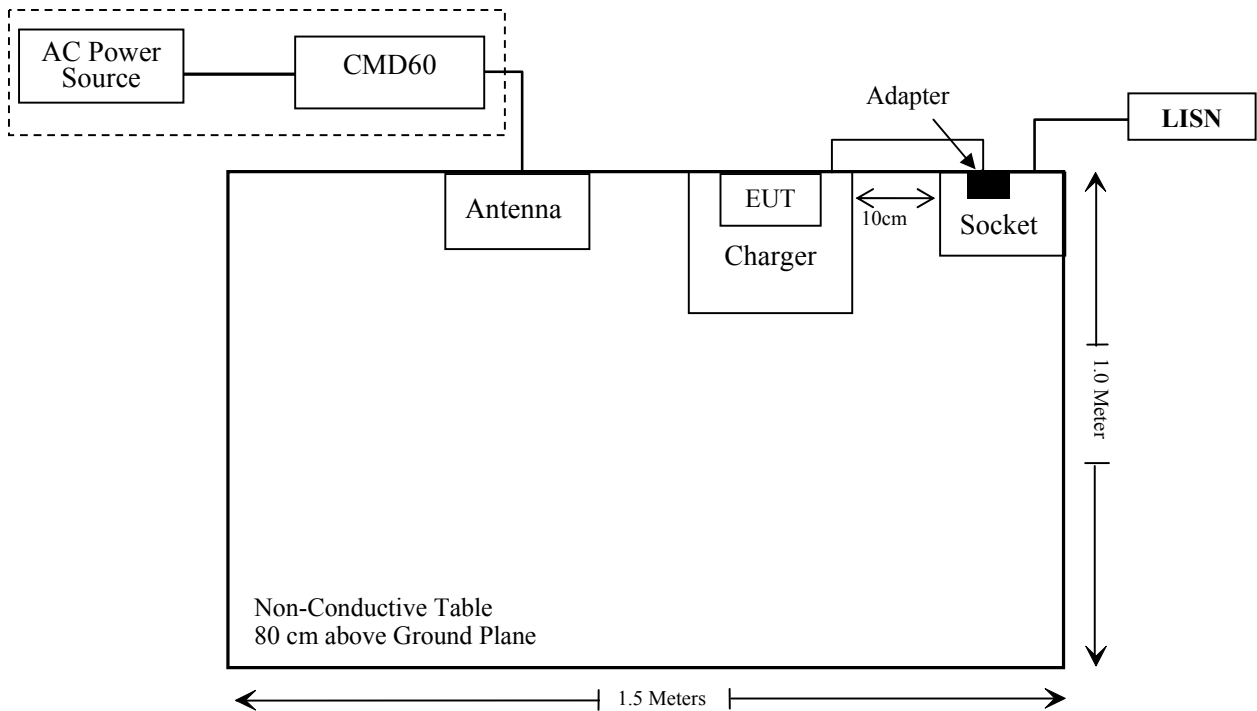 AC Power
Source
CMD60
Adapter
LISN
Antenna
EUT
10cm
Socket
Charger
1.0 Meter
Non-Conductive Table
80 cm above Ground Plane
1.5 Meters